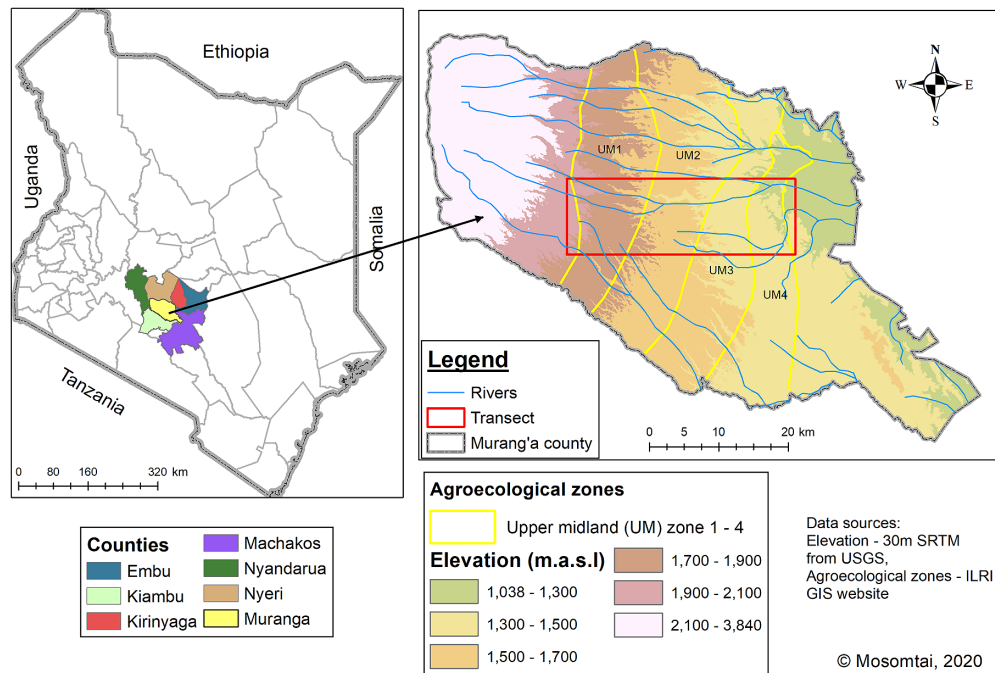 Ethiopia
Uganda
Somalia
Tanzania
0 80 160 320 km
N
W E
S
UM1
UM2
UM3
UM4
Legend
Rivers
Transect
Murang'a county
0 5 10 20 km
Counties
Embu
Kiambu
Kirinyaga
Machakos
Nyandarua
Nyeri
Muranga
Agroecological zones
Upper midland (UM) zone 1 - 4
Elevation (m.a.s.l)
1,038 - 1,300
1,300 - 1,500
1,500 - 1,700
1,700 - 1,900
1,900 - 2,100
2,100 - 3,840
Data sources:
Elevation - 30m SRTM
from USGS,
Agroecological zones - ILRI
GIS website
© Mosomtai, 2020